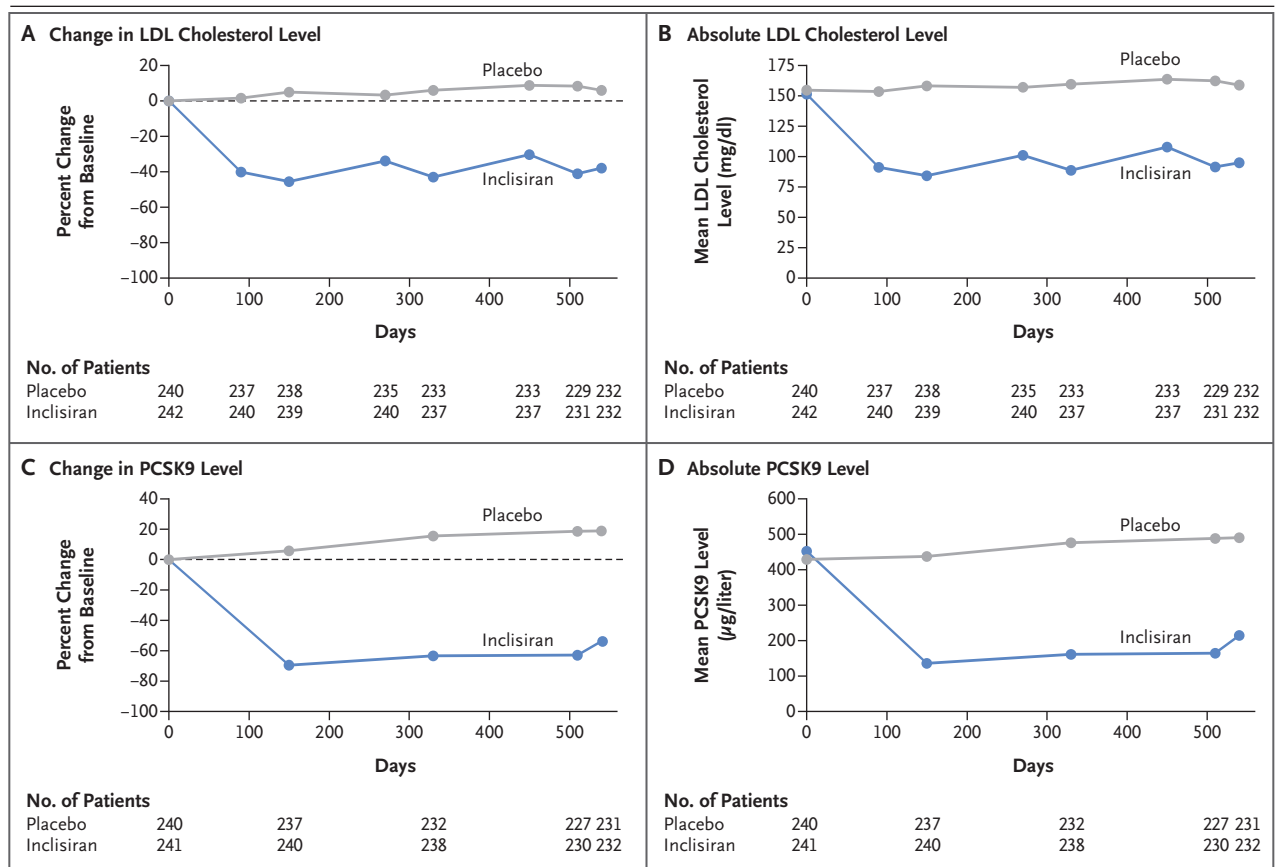 A Change in LDL Cholesterol Level
Percent Change
from Baseline
20
0
−20
−40
−60
−80
−100
Placebo
Inclisiran
0 100 200 300 400 500
Days
No. of Patients
Placebo 240 237 238 235 233 233 229 232
Inclisiran 242 240 239 240 237 237 231 232
B Absolute LDL Cholesterol Level
Mean LDL Cholesterol
Level (mg/dl)
175
150
125
100
75
50
25
0
Placebo
Inclisiran
0 100 200 300 400 500
Days
No. of Patients
Placebo 240 237 238 235 233 233 229 232
Inclisiran 242 240 239 240 237 237 231 232
C Change in PCSK9 Level
Percent Change
from Baseline
40
20
0
−20
−40
−60
−80
−100
Placebo
Inclisiran
0 100 200 300 400 500
Days
No. of Patients
Placebo 240 237 232 227 231
Inclisiran 241 240 238 230 232
D Absolute PCSK9 Level
Mean PCSK9 Level
(µg/liter)
600
500
400
300
200
100
0
Placebo
Inclisiran
0 100 200 300 400 500
Days
No. of Patients
Placebo 240 237 232 227 231
Inclisiran 241 240 238 230 232